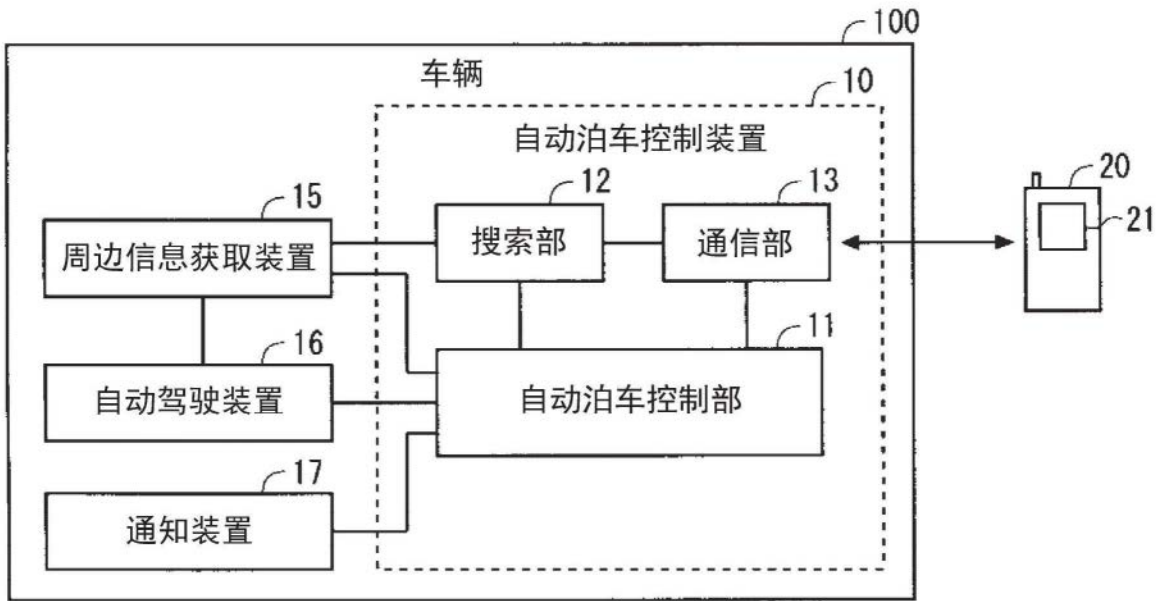 100
车辆
10
自动泊车控制装置
15
12
13
20
周边信息获取装置
搜索部
通信部
21
16
11
自动驾驶装置
自动泊车控制部
17
通知装置